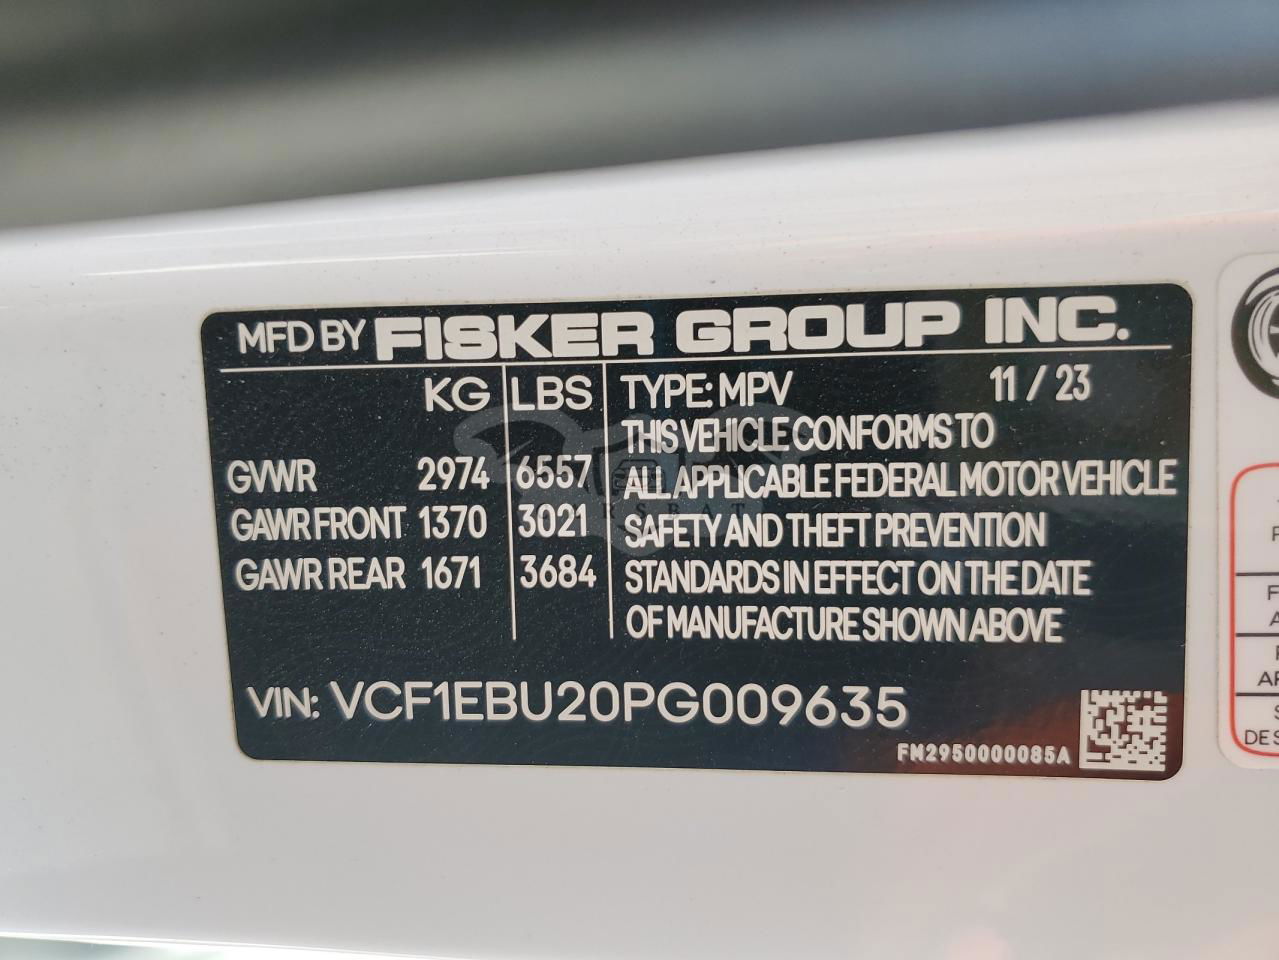 MFD BY FISKER GROUP INC.
KG LBS TYPE: MPV 11 / 23
THIS VEHICLE CONFORMS TO
GVWR 2974 6557 ALL APPLICABLE FEDERAL MOTOR VEHICLE
GAWR FRONT 1370 3021 SAFETY AND THEFT PREVENTION
GAWR REAR 1671 3684 STANDARDS IN EFFECT ON THE DATE
OF MANUFACTURE SHOWN ABOVE
VIN: VCF1EBU20PG009635
FM2950000085A